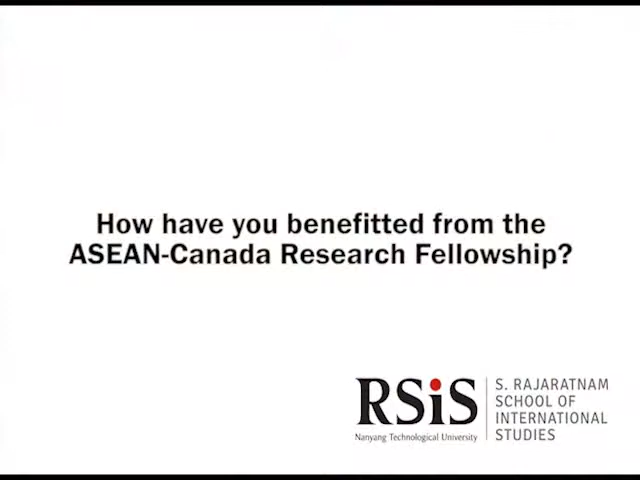 How have you benefitted from the
ASEAN-Canada Research Fellowship?
RSiS
Nanyang Technological University
S. RAJARATNAM
SCHOOL OF
INTERNATIONAL
STUDIES